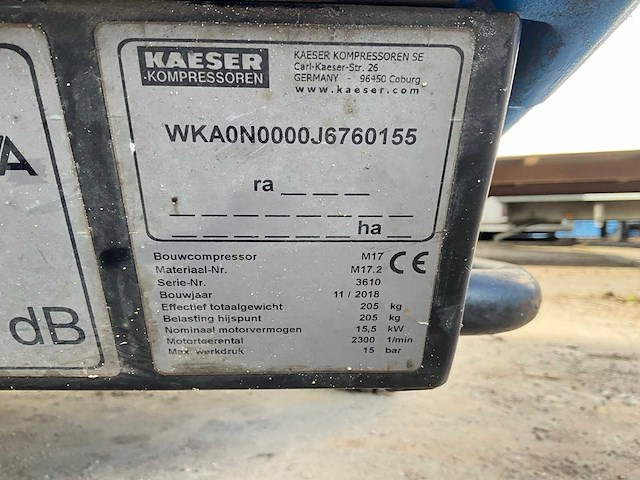 KAESER
KOMPRESSOREN
KAESER KOMPRESSOREN SE
Carl-Kaeser-Str. 26
GERMANY - 96450 Coburg
www.kaeser.com
WKA0N0000J6760155
ra _ _ _ _
_ _ _ _ _ _ _ _ _ _
_ _ _ _ _ _ _ _ ha _ _
Bouwcompressor M17
Materiaal-Nr. M17.2
Serie-Nr. 3610
Bouwjaar 11 / 2018
Effectief totaalgewicht 205 kg
Belasting hijspunt 205 kg
Nominaal motorvermogen 15,5 kW
Motortoerental 2300 1/min
Max. werkdruk 15 bar
CE
dB